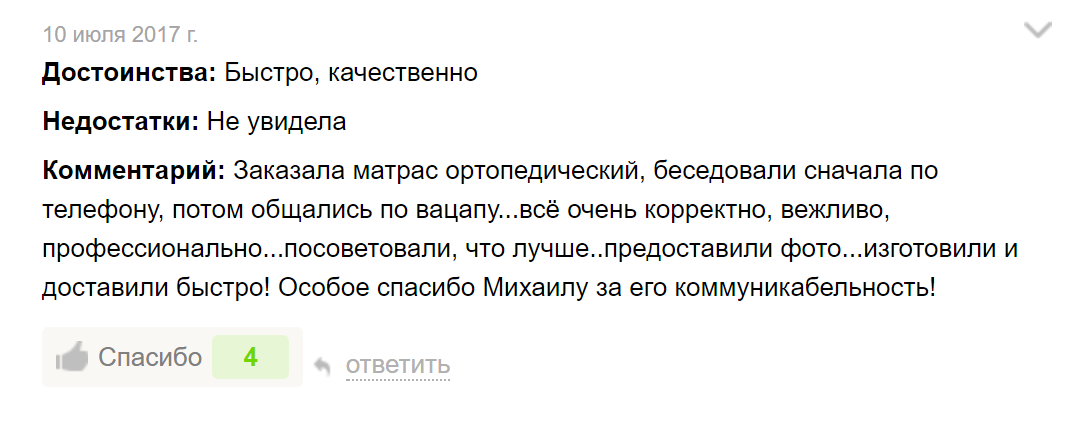 10 июля 2017 г.
Достоинства: Быстро, качественно
Недостатки: Не увидела
Комментарий: Заказала матрас ортопедический, беседовали сначала по
телефону, потом общались по вацапу...всё очень корректно, вежливо,
профессионально...посоветовали, что лучше..предоставили фото...изготовили и
доставили быстро! Особое спасибо Михаилу за его коммуникабельность!
Спасибо 4 ответить